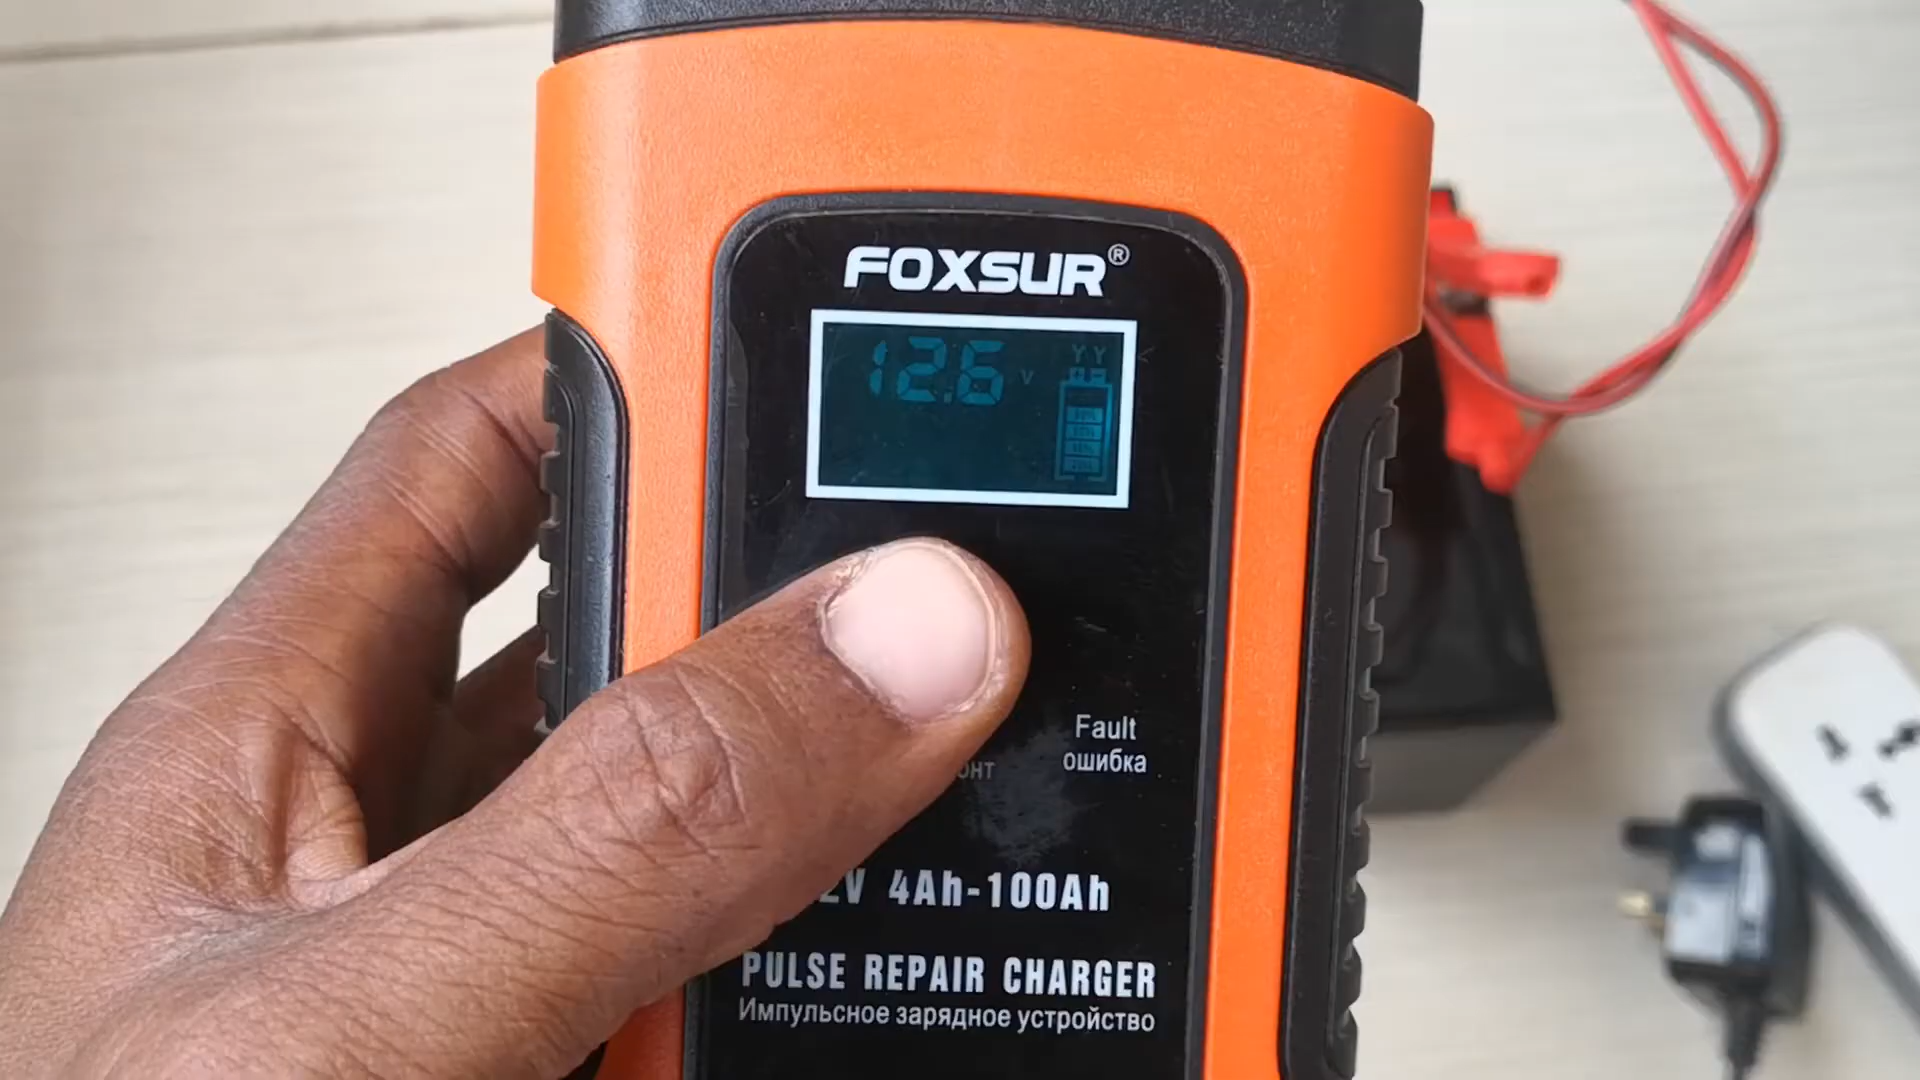 FOXSUR®
12.6 V
Fault
ошибка
4Ah-100Ah
PULSE REPAIR CHARGER
Импульсное зарядное устройство